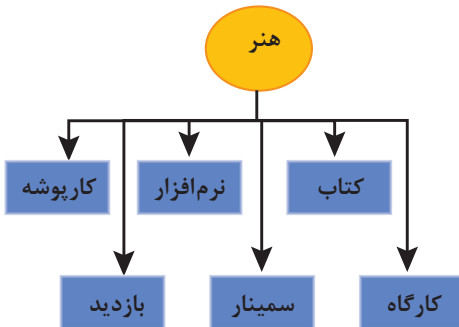 هنر
کتاب
نرم‌افزار
کارپوشه
کارگاه
سمینار
بازدید